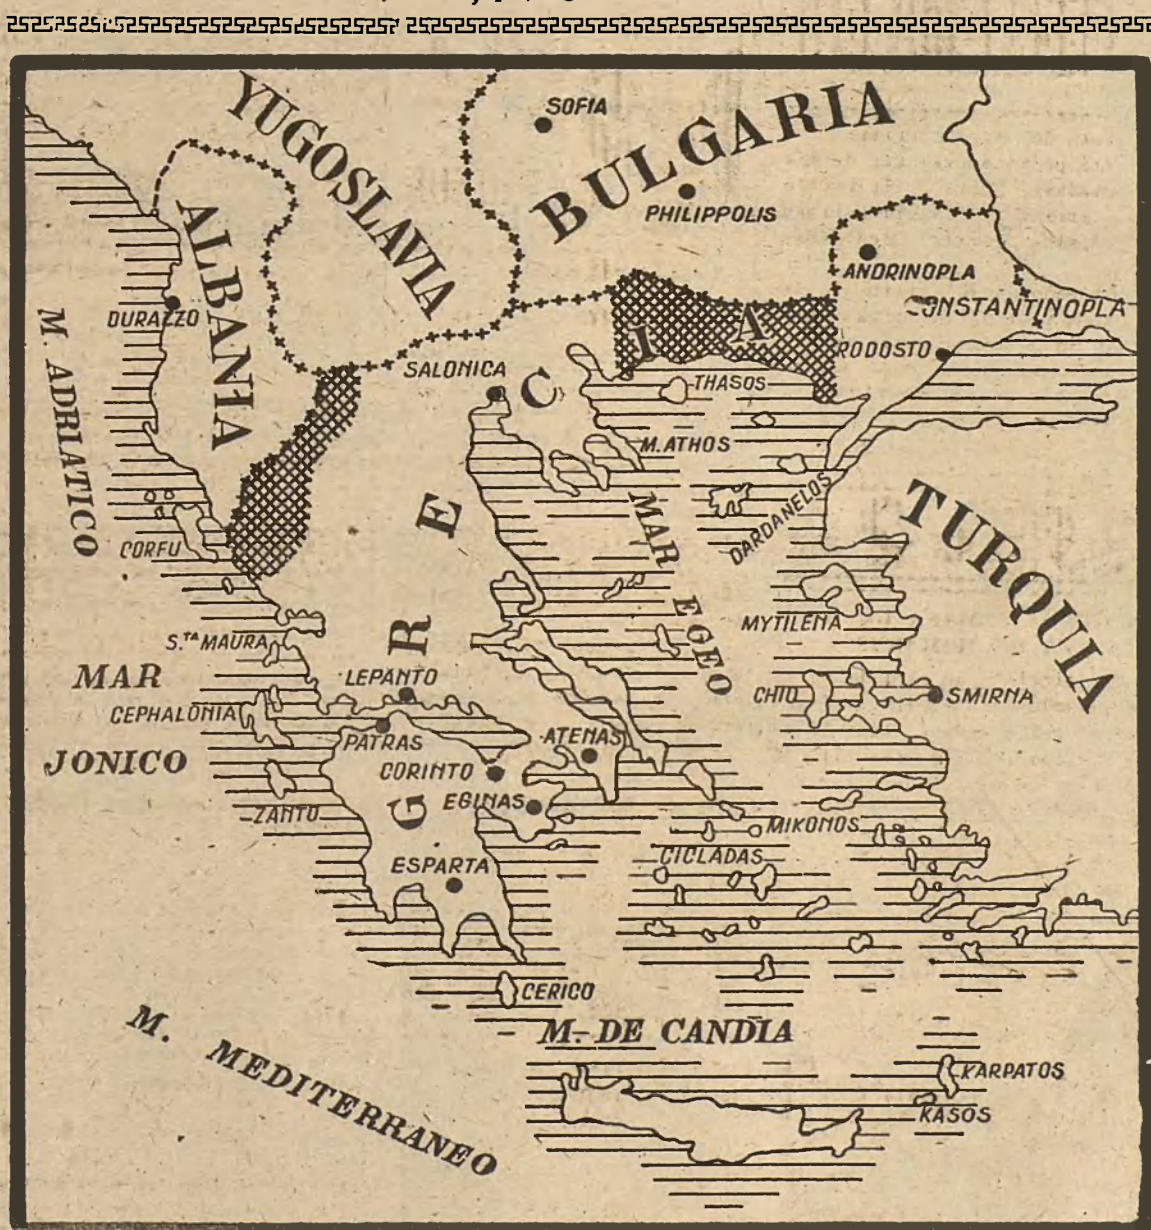 YUGOSLAVIA
SOFIA
BULGARIA
PHILIPPOLIS
ALBANIA
ANDRINOPLA
CONSTANTINOPLA
DURAZZO
M. ADRIATICO
SALONICA
RODOSTO
THASOS
GRECIA
M. ATHOS
MAR EGEO
DARDANELOS
TURQUIA
CORFU
MYTILENA
S.TA MAURA
MAR
JONICO
LEPANTO
CHIO
SMIRNA
CEPHALONIA
PATRAS
ATENAS
CORINTO
EGINAS
ZANTO
MIKONOS
CICLADAS
ESPARTA
CERICO
M. DE CANDIA
M. MEDITERRANEO
KARPATOS
KASOS